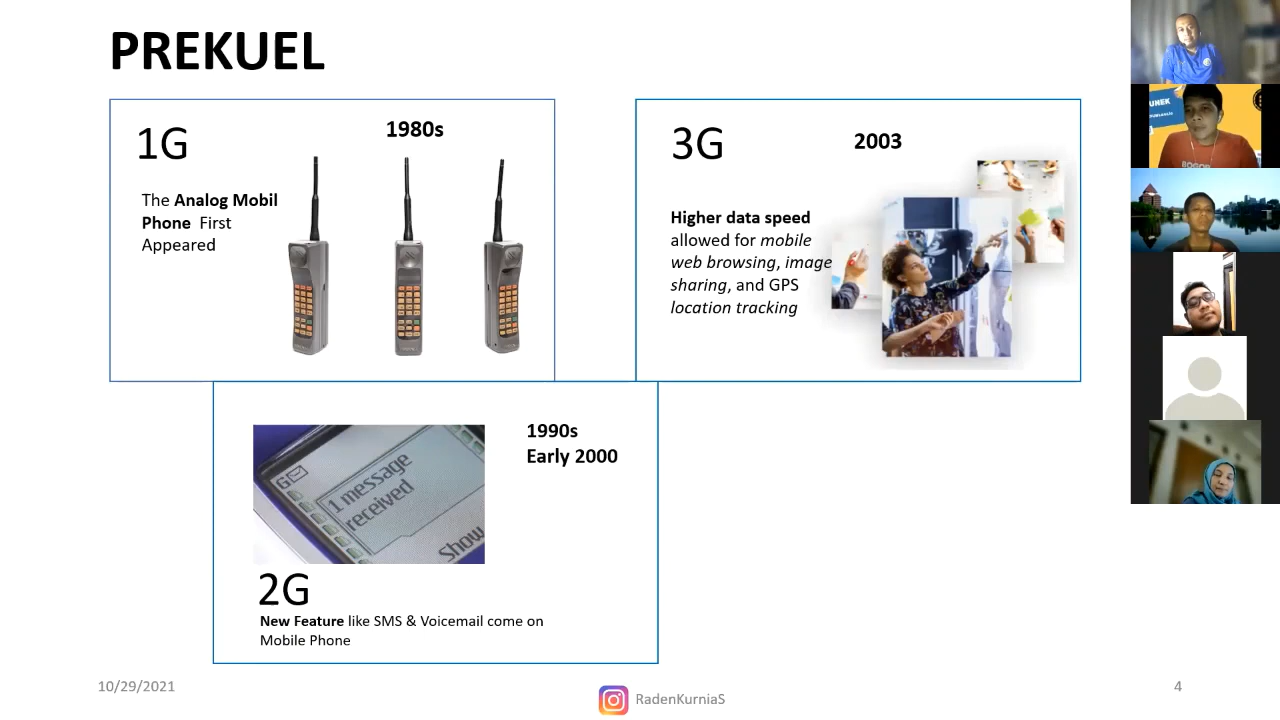 PREKUEL
1G
1980s
The Analog Mobil
Phone First
Appeared
3G
2003
Higher data speed
allowed for mobile
web browsing, image
sharing, and GPS
location tracking
1 message
received
Show
1990s
Early 2000
2G
New Feature like SMS & Voicemail come on
Mobile Phone
10/29/2021
RadenKurniaS
4